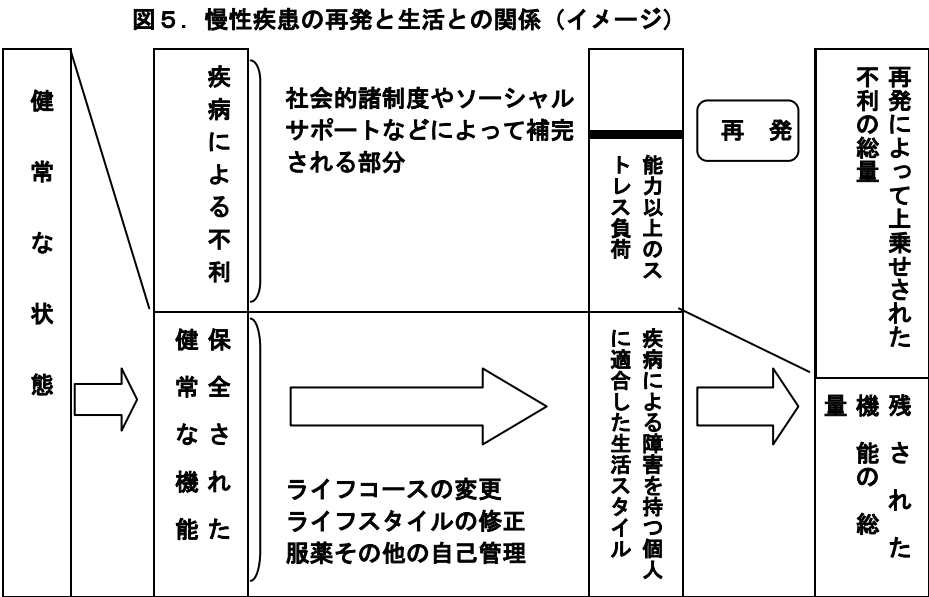 図５．慢性疾患の再発と生活との関係（イメージ）
健常な状態
疾病による不利
保全された
健常な機能
社会的諸制度やソーシャル
サポートなどによって補完
される部分
ライフコースの変更
ライフスタイルの修正
服薬その他の自己管理
能力以上のス
トレス負荷
疾病による障害を持つ個人
に適合した生活スタイル
再　発
再発によって上乗せされた
不利の総量
残された
機能の総
量